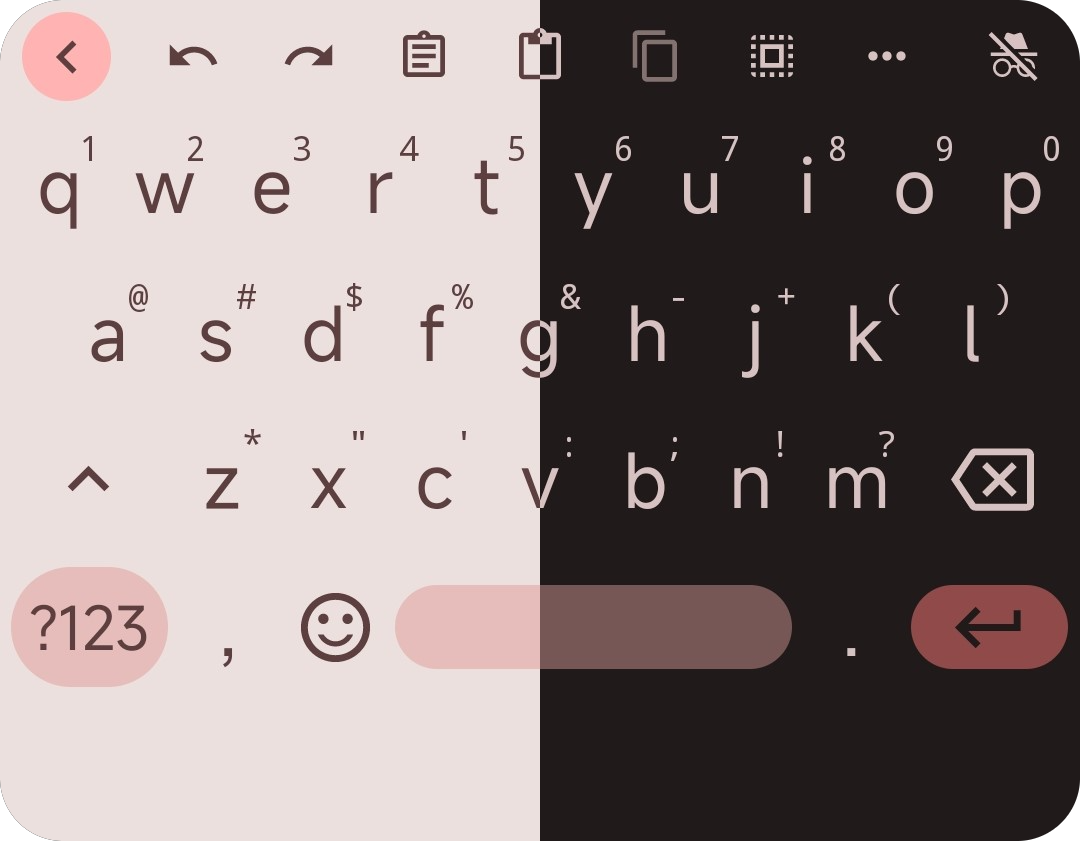 1 2 3 4 5 6 7 8 9 0
q w e r t y u i o p
@ # $ % & - + ( )
a s d f g h j k l
* " ' : ; ! ?
z x c v b n m
?123 , .